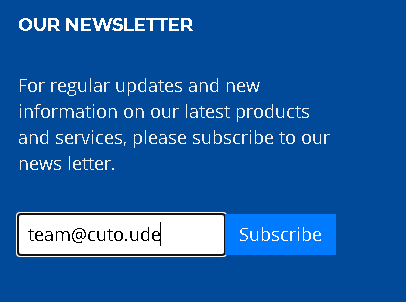 OUR NEWSLETTER
For regular updates and new
information on our latest products
and services, please subscribe to our
news letter.
team@cuto.ude
Subscribe